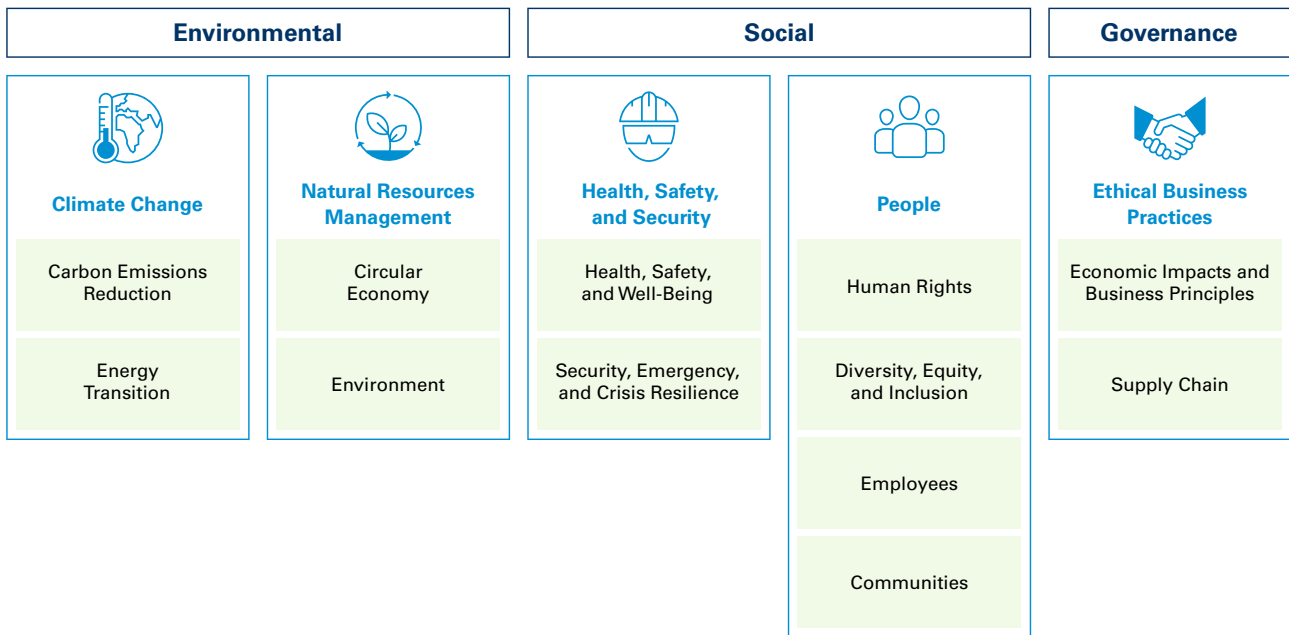 Environmental
Social
Governance
Climate Change
Carbon Emissions
Reduction
Energy
Transition
Natural Resources
Management
Circular
Economy
Environment
Health, Safety,
and Security
Health, Safety,
and Well-Being
Security, Emergency,
and Crisis Resilience
People
Human Rights
Diversity, Equity,
and Inclusion
Employees
Communities
Ethical Business
Practices
Economic Impacts and
Business Principles
Supply Chain